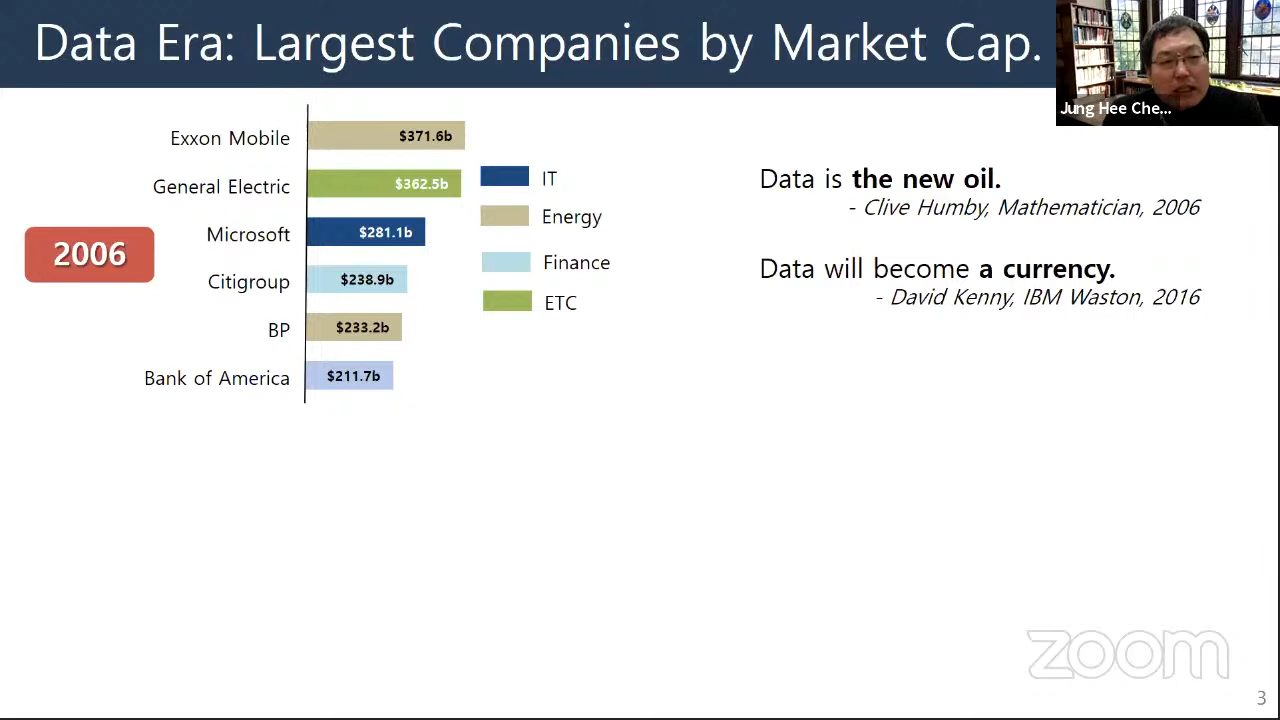 Data Era: Largest Companies by Market Cap.
Jung Hee Che...
Exxon Mobile
$371.6b
General Electric
$362.5b
Microsoft
$281.1b
Citigroup
$238.9b
BP
$233.2b
Bank of America
$211.7b
2006
IT
Energy
Finance
ETC
Data is the new oil.
- Clive Humby, Mathematician, 2006
Data will become a currency.
- David Kenny, IBM Waston, 2016
zoom
3